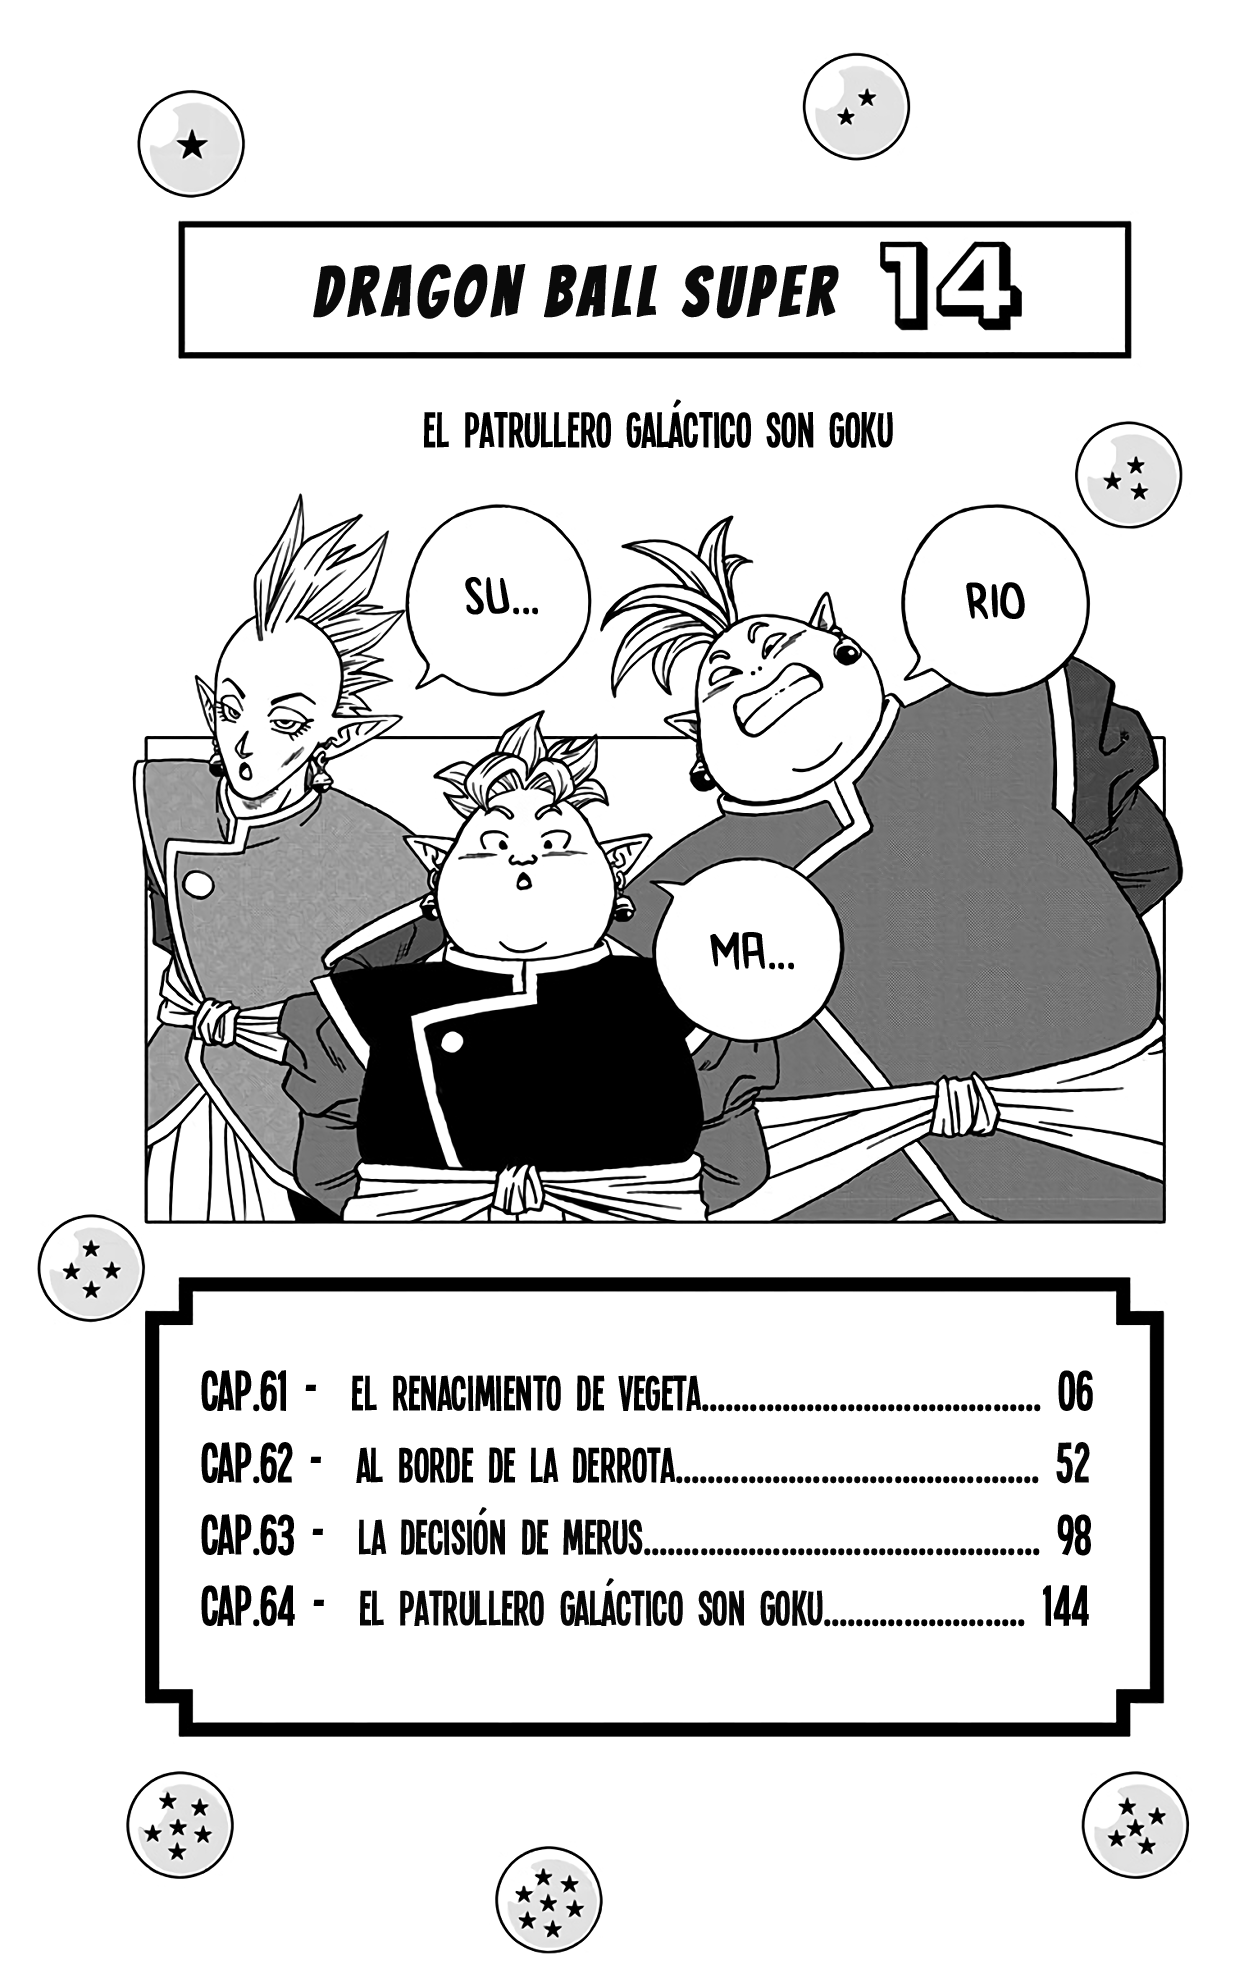 DRAGON BALL SUPER 14
EL PATRULLERO GALÁCTICO SON GOKU
SU...
MA...
RIO
CAP.61 - EL RENACIMIENTO DE VEGETA.......................................... 06
CAP.62 - AL BORDE DE LA DERROTA............................................. 52
CAP.63 - LA DECISIÓN DE MERUS................................................. 98
CAP.64 - EL PATRULLERO GALÁCTICO SON GOKU......................... 144